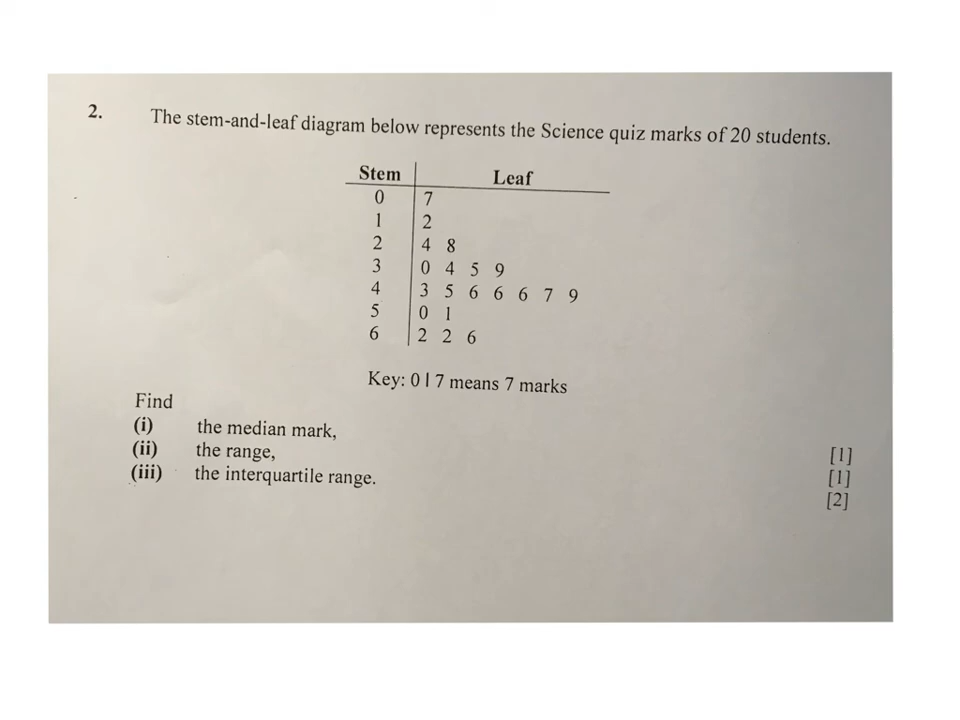 2. The stem-and-leaf diagram below represents the Science quiz marks of 20 students.
Stem Leaf
0 7
1 2
2 4 8
3 0 4 5 9
4 3 5 6 6 6 7 9
5 0 1
6 2 2 6
Key: 0 | 7 means 7 marks
Find
(i) the median mark,
(ii) the range, [1]
(iii) the interquartile range. [1]
[2]